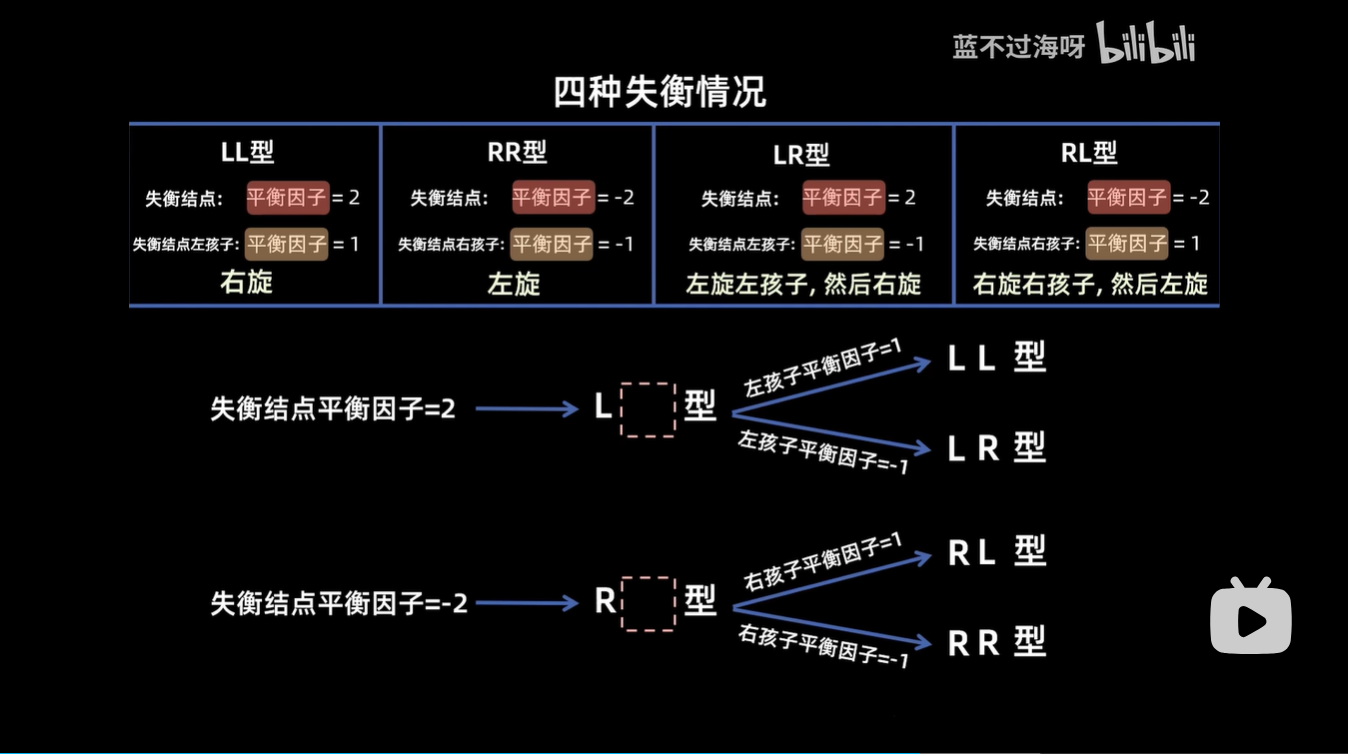 蓝不过海呀 bilibili
四种失衡情况
LL型
失衡结点: 平衡因子 = 2
失衡结点左孩子: 平衡因子 = 1
右旋
RR型
失衡结点: 平衡因子 = -2
失衡结点右孩子: 平衡因子 = -1
左旋
LR型
失衡结点: 平衡因子 = 2
失衡结点左孩子: 平衡因子 = -1
左旋左孩子, 然后右旋
RL型
失衡结点: 平衡因子 = -2
失衡结点右孩子: 平衡因子 = 1
右旋右孩子, 然后左旋
失衡结点平衡因子=2
L 型
左孩子平衡因子=1
L L 型
左孩子平衡因子=-1
L R 型
失衡结点平衡因子=-2
R 型
右孩子平衡因子=1
R L 型
右孩子平衡因子=-1
R R 型